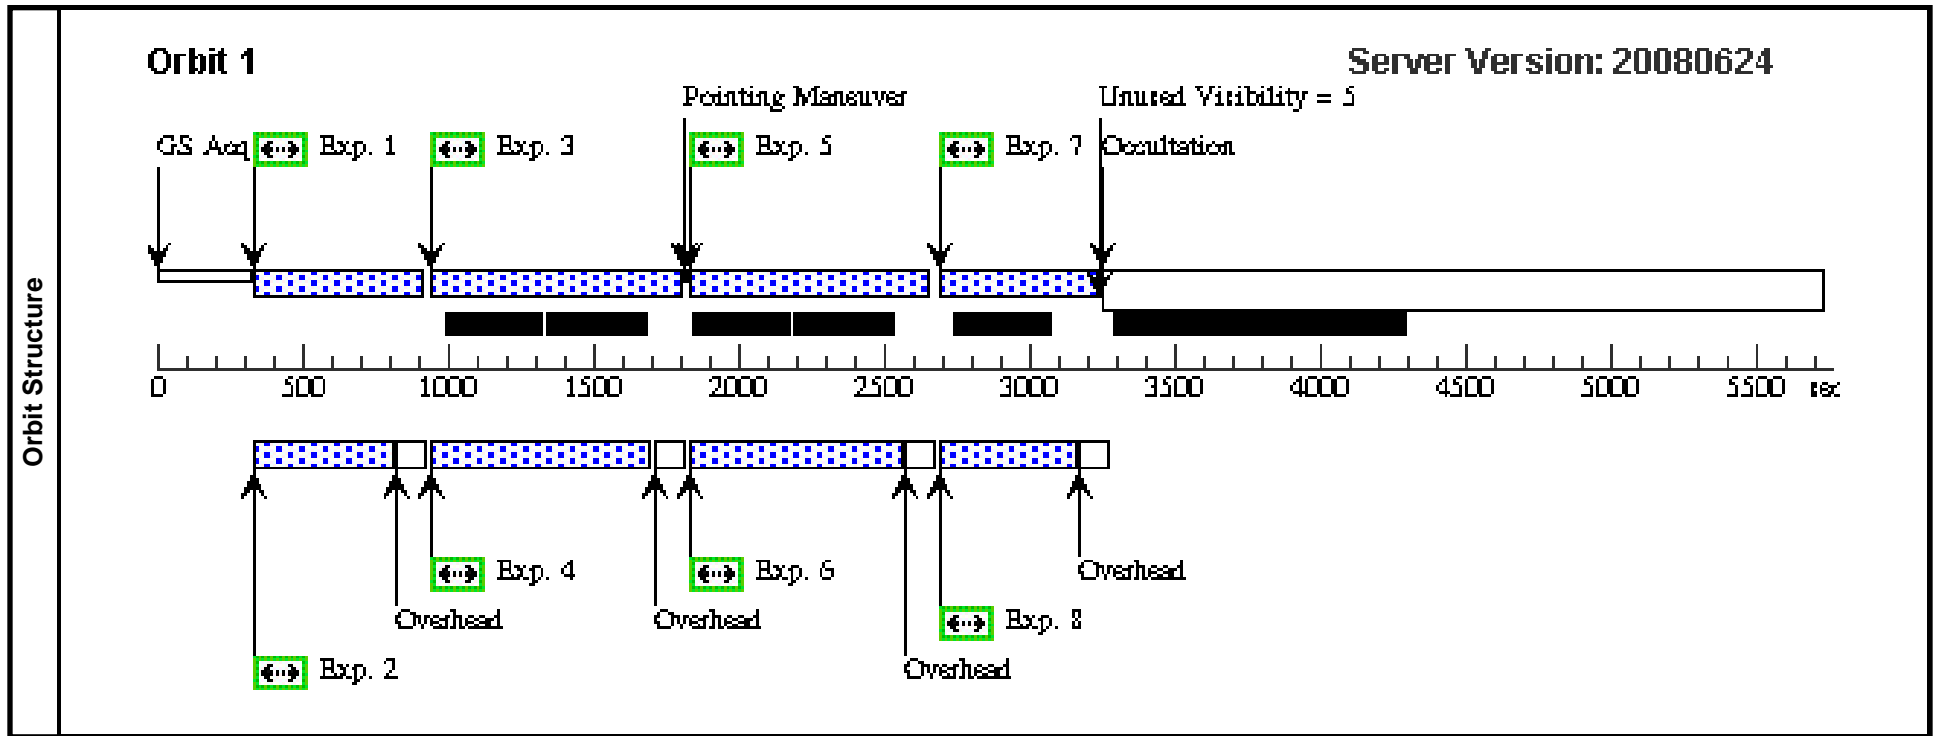 Orbit Structure
Orbit 1
Server Version: 20080624
Pointing Maneuver
Unused Visibility = 5
GS Acq
Exp. 1
Exp. 3
Exp. 5
Exp. 7
Occultation
0 500 1000 1500 2000 2500 3000 3500 4000 4500 5000 5500 sec
Exp. 4
Exp. 6
Overhead
Overhead
Overhead
Exp. 8
Exp. 2
Overhead